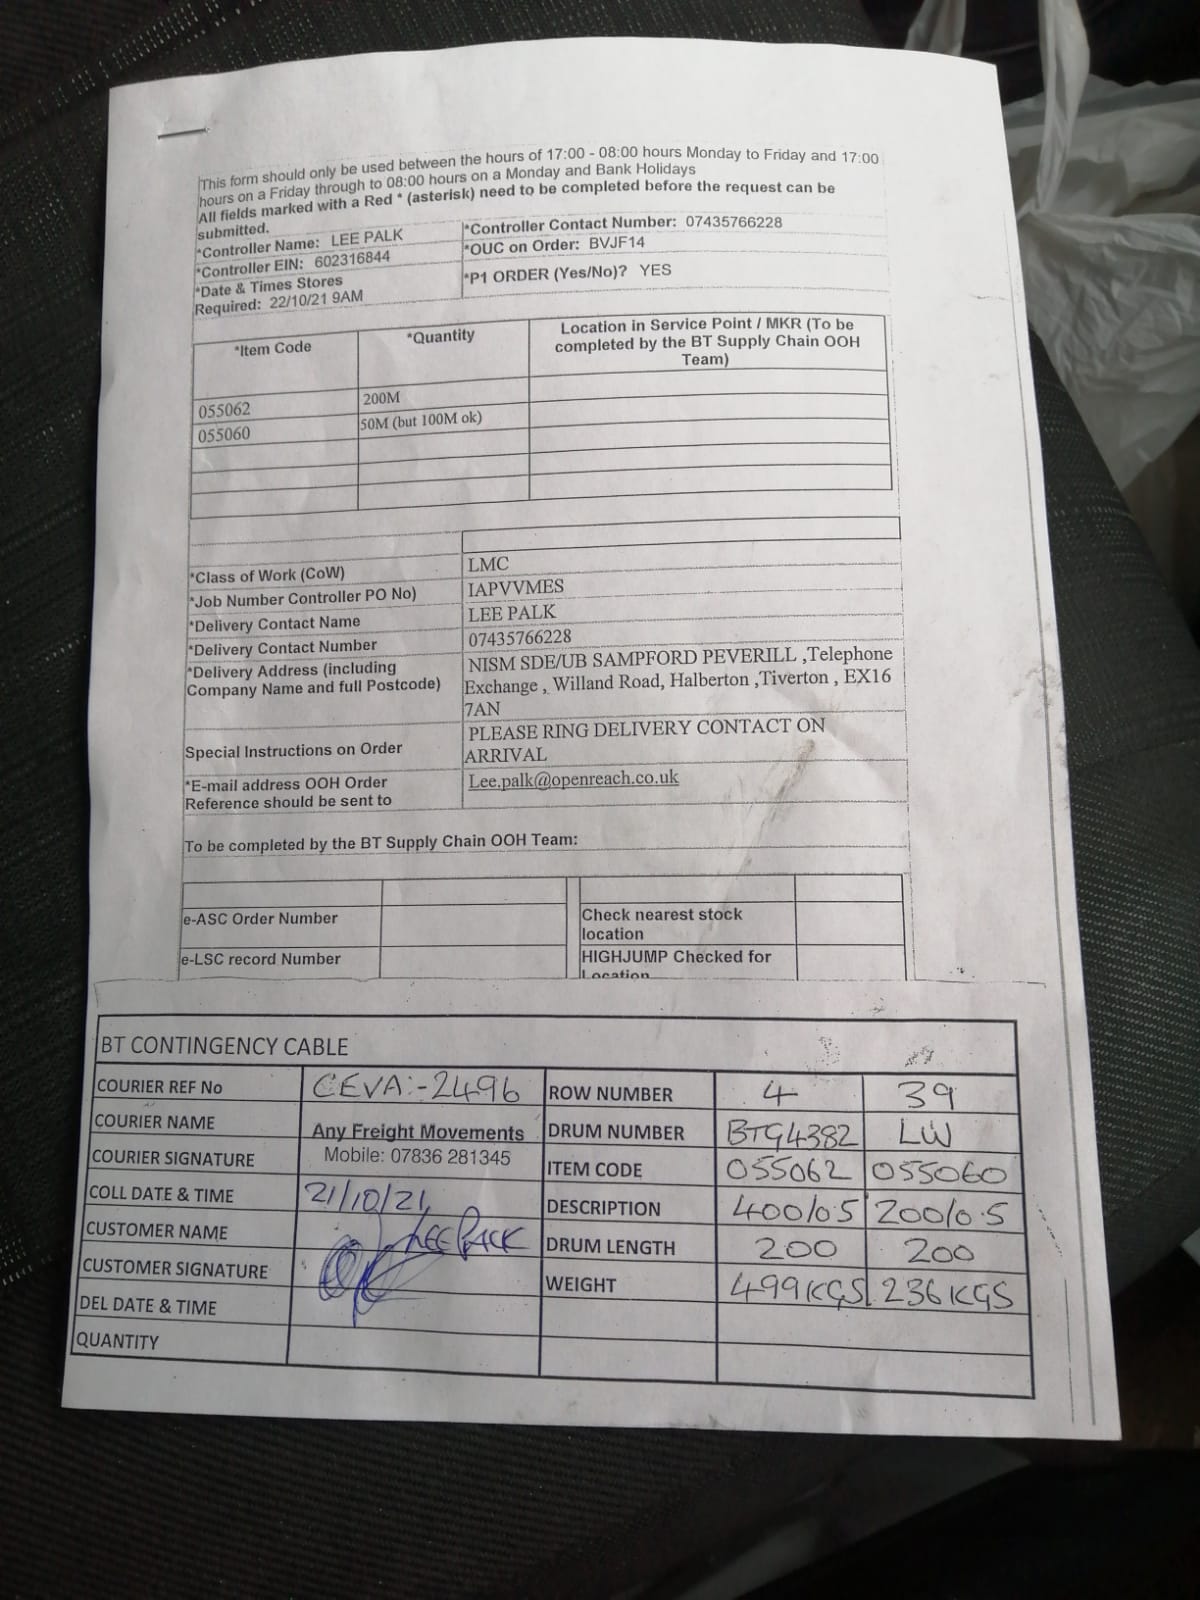 This form should only be used between the hours of 17:00 - 08:00 hours Monday to Friday and 17:00
hours on a Friday through to 08:00 hours on a Monday and Bank Holidays
All fields marked with a Red * (asterisk) need to be completed before the request can be
submitted.
*Controller Name: LEE PALK
*Controller Contact Number: 07435766228
*Controller EIN: 602316844
*OUC on Order: BVJF14
*Date & Times Stores
Required: 22/10/21 9AM
*P1 ORDER (Yes/No)? YES
*Item Code
*Quantity
Location in Service Point / MKR (To be
completed by the BT Supply Chain OOH
Team)
055062 200M
055060 50M (but 100M ok)
*Class of Work (CoW) LMC
*Job Number Controller PO No) IAPVVMES
*Delivery Contact Name LEE PALK
*Delivery Contact Number 07435766228
*Delivery Address (including
Company Name and full Postcode)
NISM SDE/UB SAMPFORD PEVERILL ,Telephone
Exchange , Willand Road, Halberton ,Tiverton , EX16
7AN
Special Instructions on Order
PLEASE RING DELIVERY CONTACT ON
ARRIVAL
*E-mail address OOH Order
Reference should be sent to
Lee.palk@openreach.co.uk
To be completed by the BT Supply Chain OOH Team:
e-ASC Order Number
Check nearest stock
location
e-LSC record Number
HIGHJUMP Checked for
Location
BT CONTINGENCY CABLE
COURIER REF No CEVA:-2496 ROW NUMBER 4 39
COURIER NAME Any Freight Movements DRUM NUMBER BTG4382 LW
COURIER SIGNATURE Mobile: 07836 281345 ITEM CODE 055062 055060
COLL DATE & TIME 21/10/21 DESCRIPTION 400/0.5 200/0.5
CUSTOMER NAME LEE PACK DRUM LENGTH 200 200
CUSTOMER SIGNATURE WEIGHT 499KGS 236KGS
DEL DATE & TIME
QUANTITY